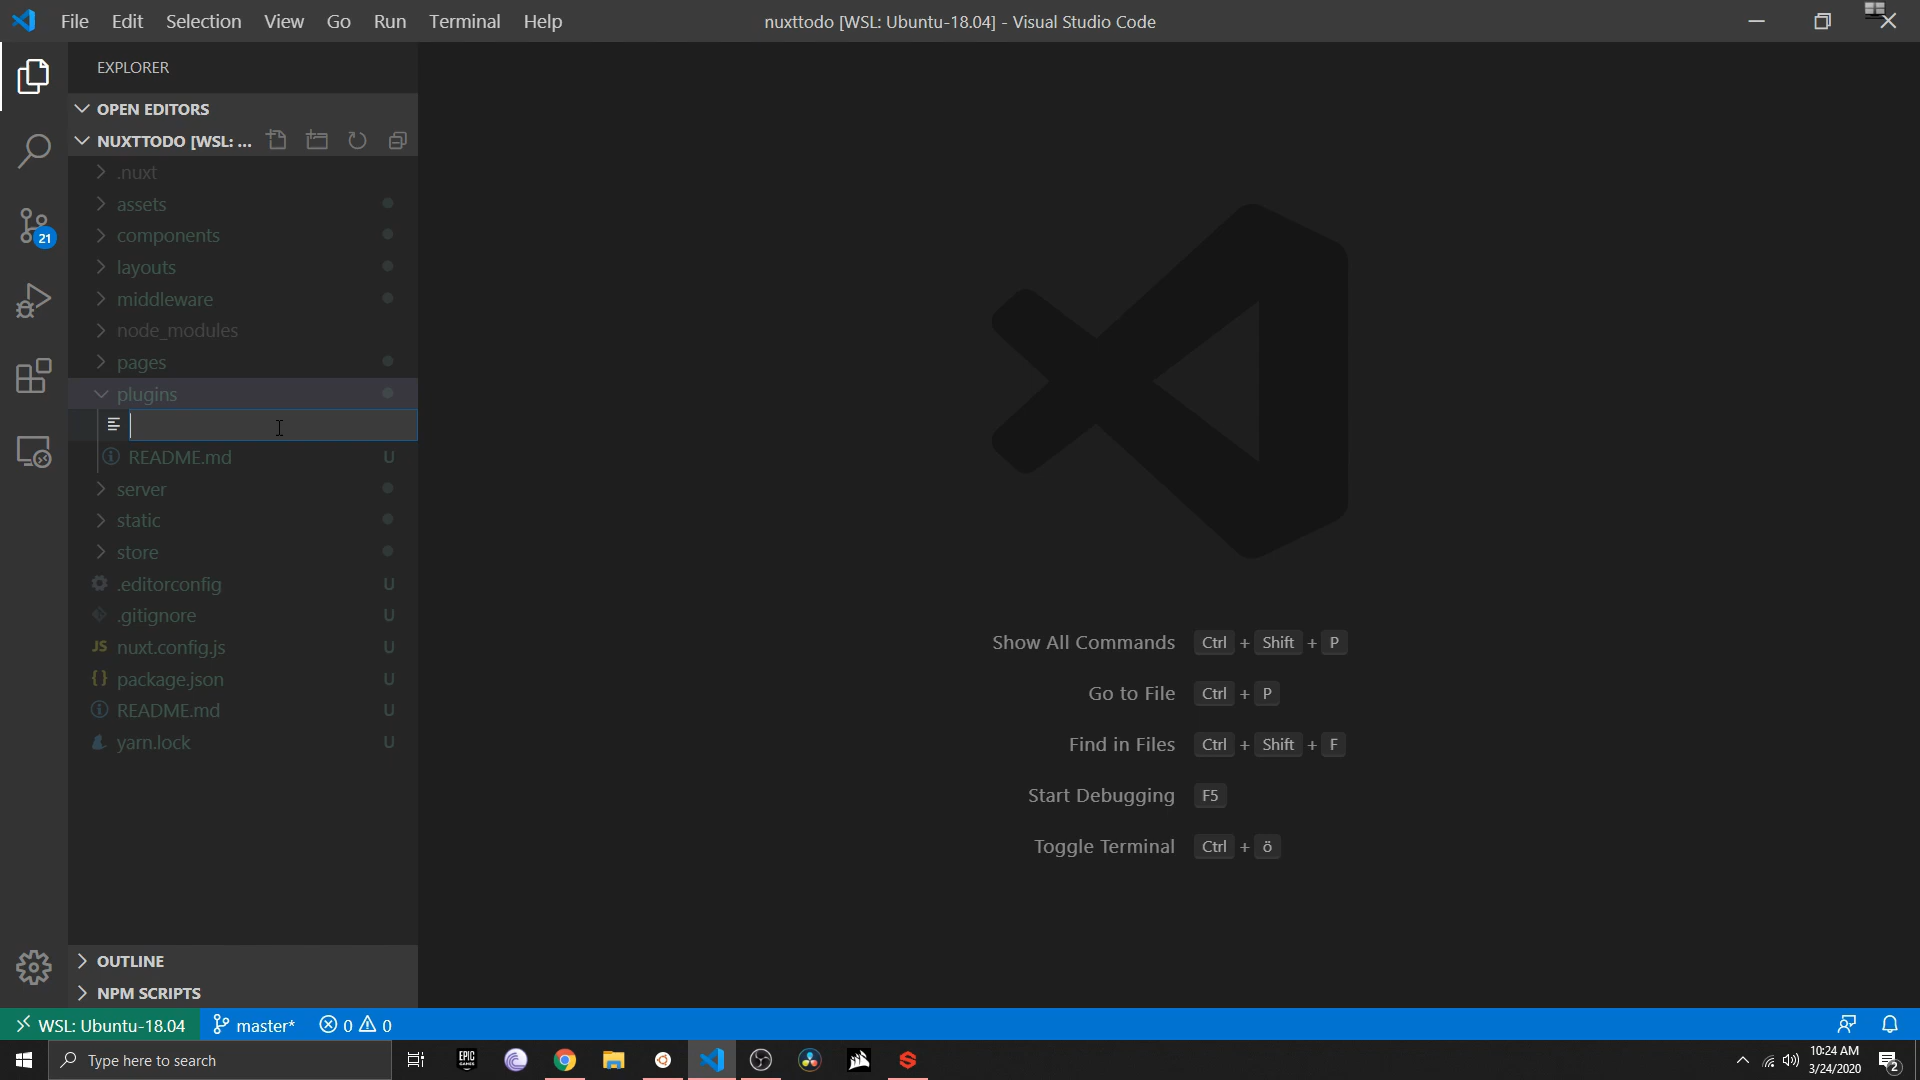 File Edit Selection View Go Run Terminal Help
nuxttodo [WSL: Ubuntu-18.04] - Visual Studio Code
EXPLORER
OPEN EDITORS
NUXTTODO [WSL: ...
.nuxt
assets
components
layouts
middleware
node_modules
pages
plugins
README.md U
server
static
store
.editorconfig U
.gitignore U
JS nuxt.config.js U
{} package.json U
README.md U
yarn.lock U
21
Show All Commands Ctrl + Shift + P
Go to File Ctrl + P
Find in Files Ctrl + Shift + F
Start Debugging F5
Toggle Terminal Ctrl + ö
OUTLINE
NPM SCRIPTS
WSL: Ubuntu-18.04 master* 0 0
Type here to search
EPIC GAMES
10:24 AM
3/24/2020
2